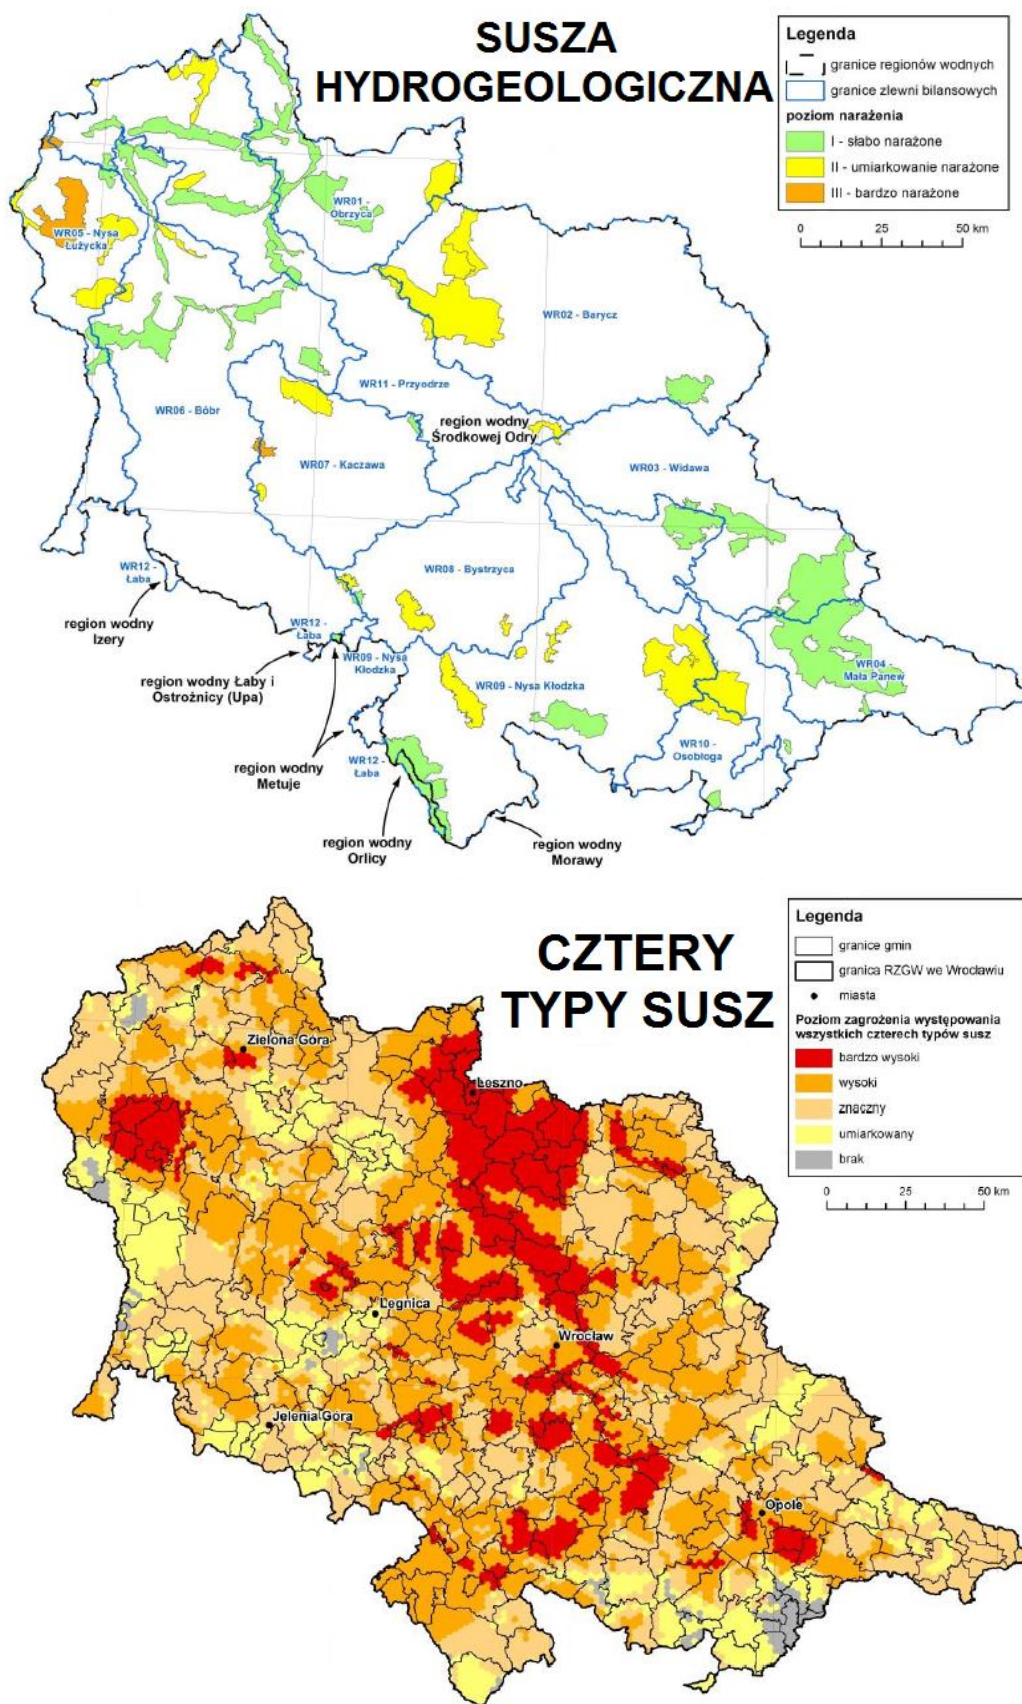 SUSZA
HYDROGEOLOGICZNA
Legenda
granice regionów wodnych
granice zlewni bilansowych
poziom narażenia
I - słabo narażone
II - umiarkowanie narażone
III - bardzo narażone
0 25 50 km
WR01 -
Obrzyca
WR05 - Nysa
Łużycka
WR02 - Barycz
WR11 - Przyodrze
WR06 - Bóbr
region wodny
Środkowej Odry
WR07 - Kaczawa
WR03 - Widawa
WR12 -
Łaba
WR08 - Bystrzyca
region wodny
Izery
WR12 -
Łaba
WR09 - Nysa
Kłodzka
region wodny Łaby i
Ostrożnicy (Upa)
WR09 - Nysa Kłodzka
WR04 -
Mała Panew
WR10 -
Osobłoga
region wodny
Metuje
WR12 -
Łaba
region wodny
Orlicy
region wodny
Morawy
CZTERY
TYPY SUSZ
Legenda
granice gmin
granica RZGW we Wrocławiu
miasta
Poziom zagrożenia występowania
wszystkich czterech typów susz
bardzo wysoki
wysoki
znaczny
umiarkowany
brak
0 25 50 km
Zielona Góra
Leszno
Legnica
Wrocław
Jelenia Góra
Opole